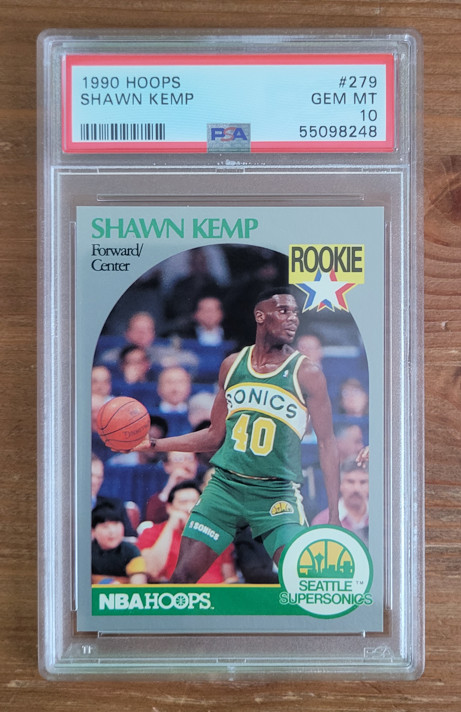 1990 HOOPS #279
SHAWN KEMP GEM MT
10
PSA 55098248
SHAWN KEMP
Forward/
Center
ROOKIE
SONICS
40
SONICS
SEATTLE ™
SUPERSONICS
NBA HOOPS